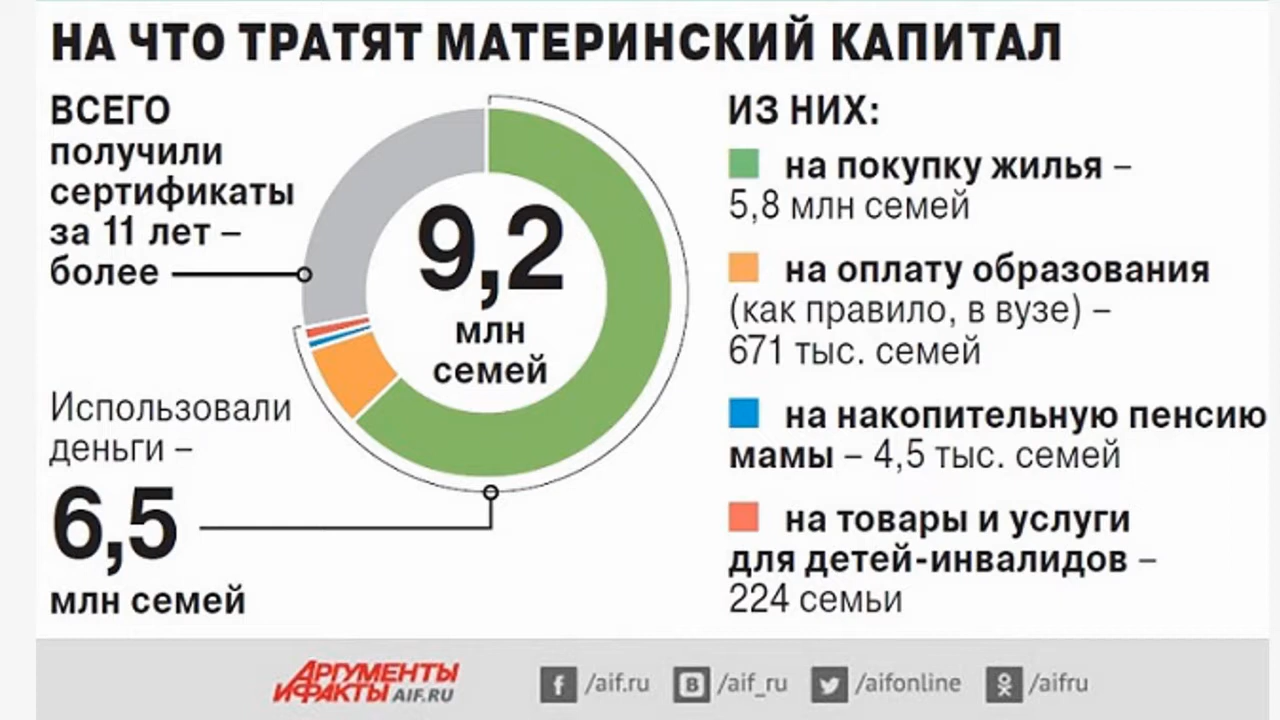 НА ЧТО ТРАТЯТ МАТЕРИНСКИЙ КАПИТАЛ
ВСЕГО
получили
сертификаты
за 11 лет –
более
9,2
млн
семей
Использовали
деньги –
6,5
млн семей
ИЗ НИХ:
на покупку жилья –
5,8 млн семей
на оплату образования
(как правило, в вузе) –
671 тыс. семей
на накопительную пенсию
мамы – 4,5 тыс. семей
на товары и услуги
для детей-инвалидов –
224 семьи
АРГУМЕНТЫ
И ФАКТЫ AIF.RU
/aif.ru
/aif_ru
/aifonline
/aifru